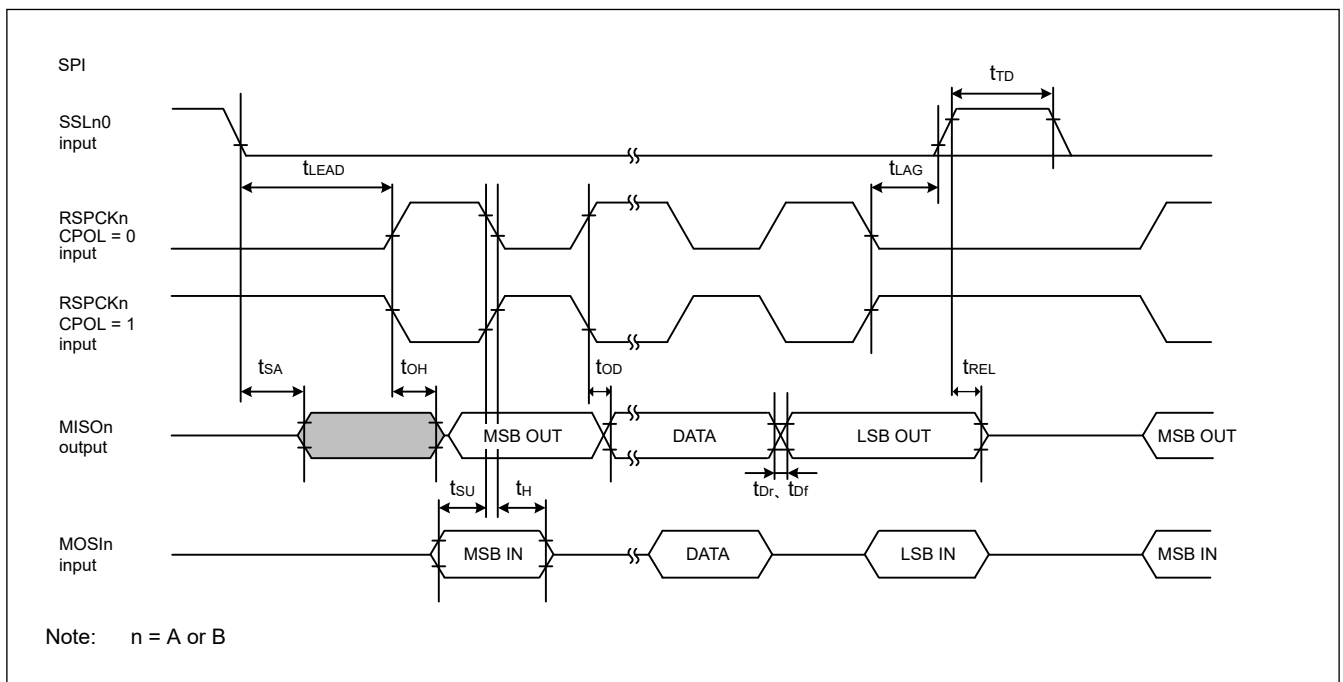 SPI
tTD
SSLn0
input
tLEAD
tLAG
RSPCKn
CPOL = 0
input
RSPCKn
CPOL = 1
input
tSA
tOH
tOD
tREL
MISOn
output
MSB OUT
DATA
LSB OUT
MSB OUT
tSU
tH
tDr、 tDf
MOSIn
input
MSB IN
DATA
LSB IN
MSB IN
Note: n = A or B